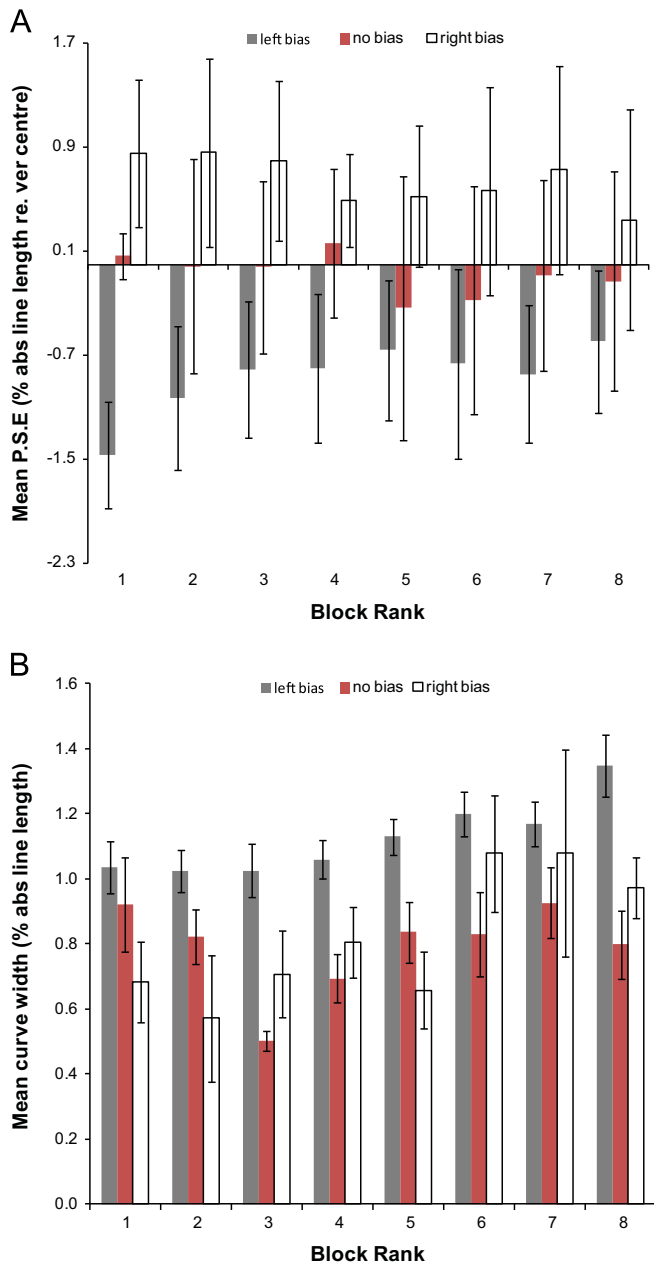 A
left bias no bias right bias
Mean P.S.E (% abs line length re. ver centre)
1.7
0.9
0.1
-0.7
-1.5
-2.3
1 2 3 4 5 6 7 8
Block Rank
B
left bias no bias right bias
Mean curve width (% abs line length)
1.6
1.4
1.2
1.0
0.8
0.6
0.4
0.2
0.0
1 2 3 4 5 6 7 8
Block Rank